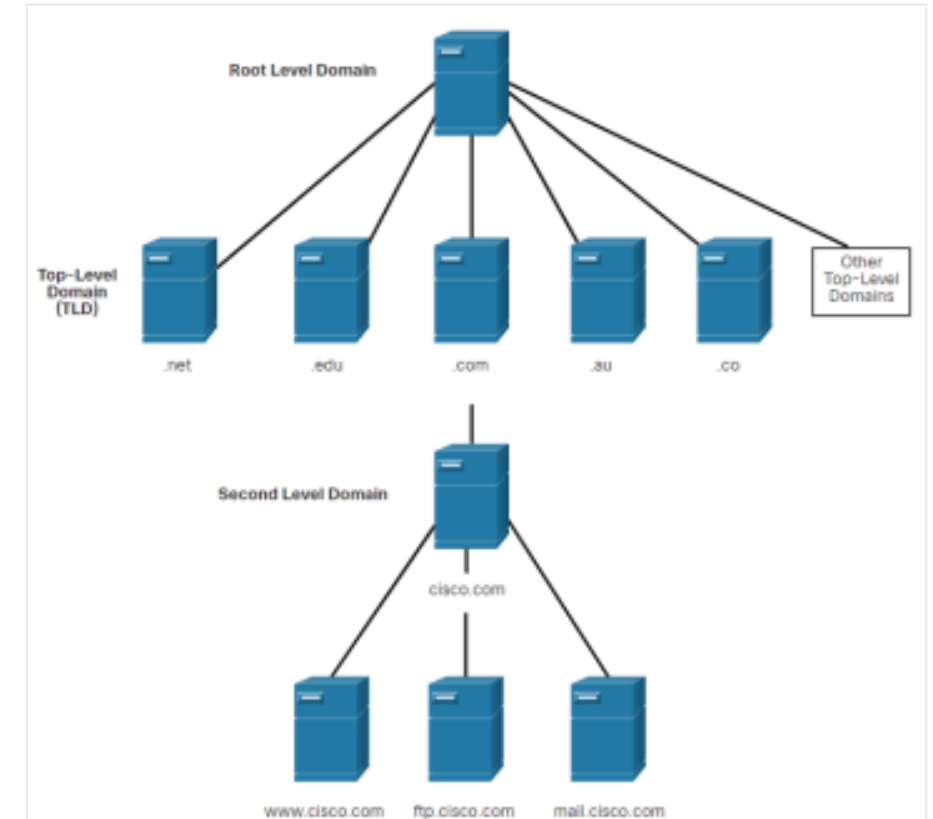 Root Level Domain
Top-Level
Domain
(TLD)
Other
Top-Level
Domains
.net
.edu
.com
.au
.co
Second Level Domain
cisco.com
www.cisco.com
ftp.cisco.com
mail.cisco.com